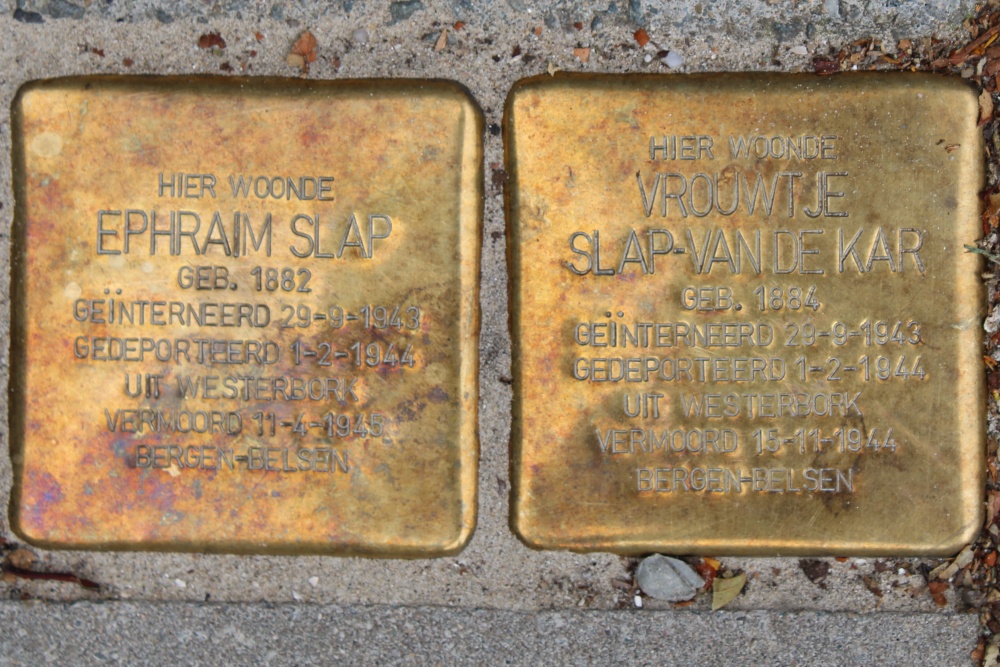 HIER WOONDE
EPHRAIM SLAP
GEB. 1882
GEÏNTERNEERD 29-9-1943
GEDEPORTEERD 1-2-1944
UIT WESTERBORK
VERMOORD 11-4-1945
BERGEN-BELSEN
HIER WOONDE
VROUWTJE
SLAP-VAN DE KAR
GEB. 1884
GEÏNTERNEERD 29-9-1943
GEDEPORTEERD 1-2-1944
UIT WESTERBORK
VERMOORD 15-11-1944
BERGEN-BELSEN